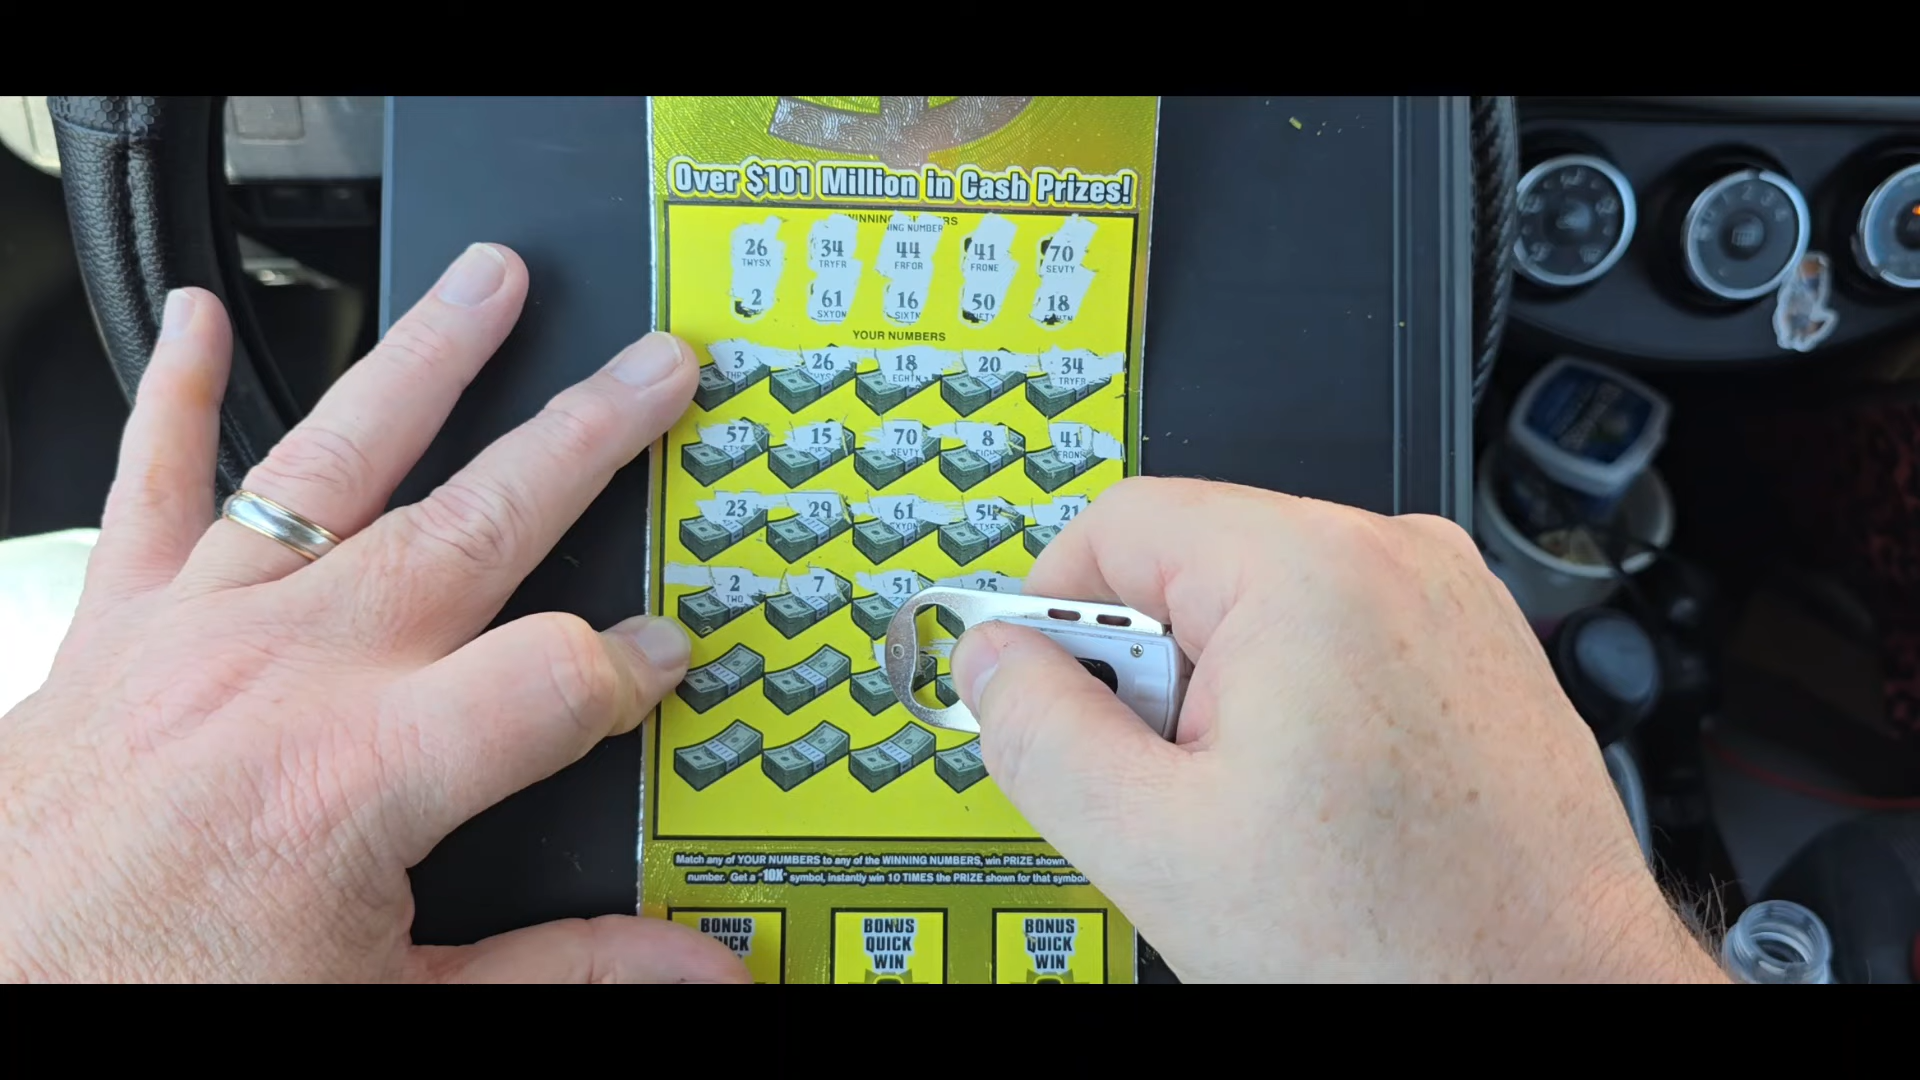 Over $101 Million in Cash Prizes!
WINNING NUMBERS
26 34 44 41 70
TWYSX TRYFR FRFOR FRONE SEVTY
2 61 16 50 18
SXYON SIXTN
YOUR NUMBERS
3 26 18 20 34
EGHTN TRYFR
57 15 70 8 41
SEVTY FRONE
23 29 61 54 21
2 7 51 25
TWO
Match any of YOUR NUMBERS to any of the WINNING NUMBERS, win PRIZE shown
number. Get a "10X" symbol, instantly win 10 TIMES the PRIZE shown for that symbol
BONUS BONUS BONUS
QUICK QUICK
WIN WIN